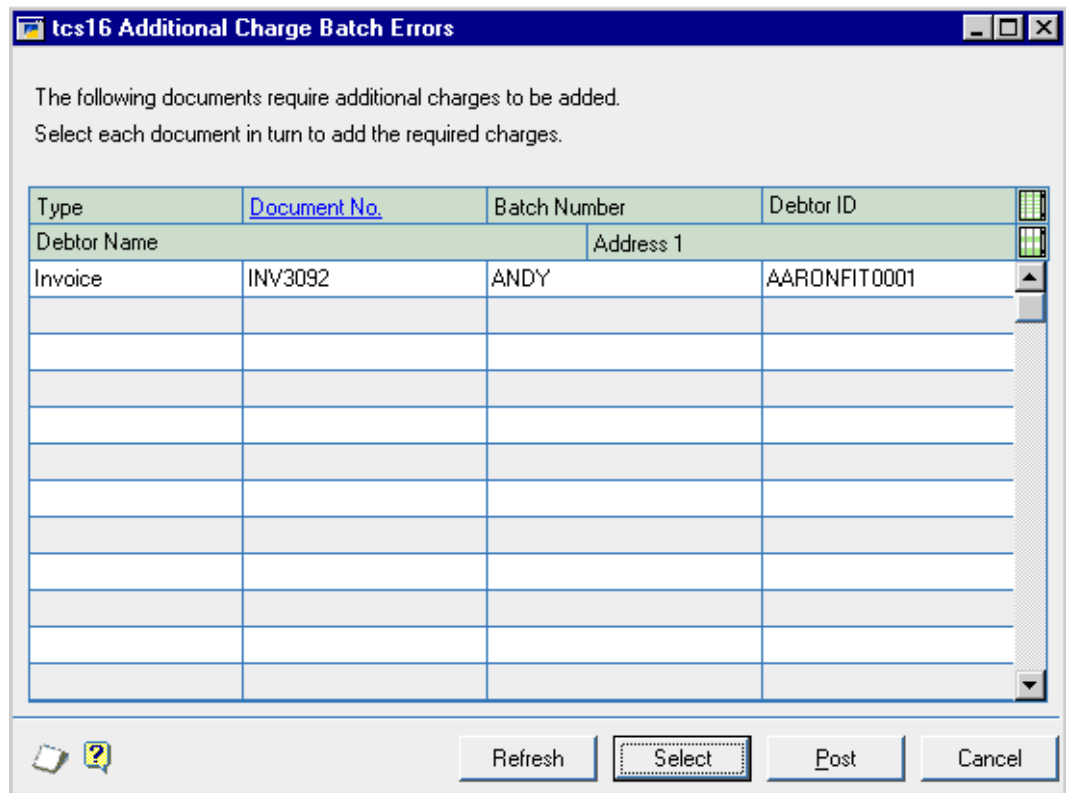 tcs16 Additional Charge Batch Errors
The following documents require additional charges to be added.
Select each document in turn to add the required charges.
Type Document No. Batch Number Debtor ID
Debtor Name Address 1
Invoice INV3092 ANDY AARONFIT0001
Refresh Select Post Cancel